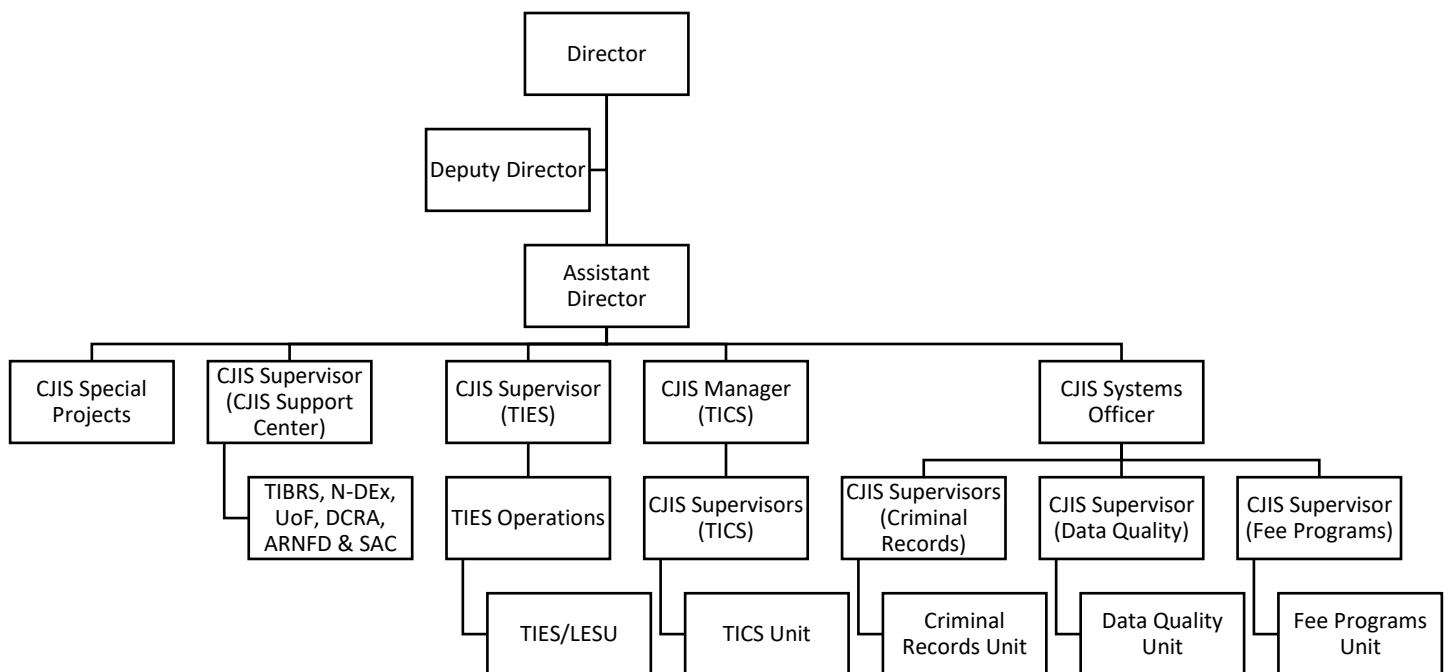 Director
Deputy Director
Assistant
Director
CJIS Special
Projects
CJIS Supervisor
(CJIS Support
Center)
CJIS Supervisor
(TIES)
CJIS Manager
(TICS)
CJIS Systems
Officer
TIBRS, N-DEx,
UoF, DCRA,
ARNFD & SAC
TIES Operations
CJIS Supervisors
(TICS)
CJIS Supervisors
(Criminal
Records)
CJIS Supervisor
(Data Quality)
CJIS Supervisor
(Fee Programs)
TIES/LESU
TICS Unit
Criminal
Records Unit
Data Quality
Unit
Fee Programs
Unit